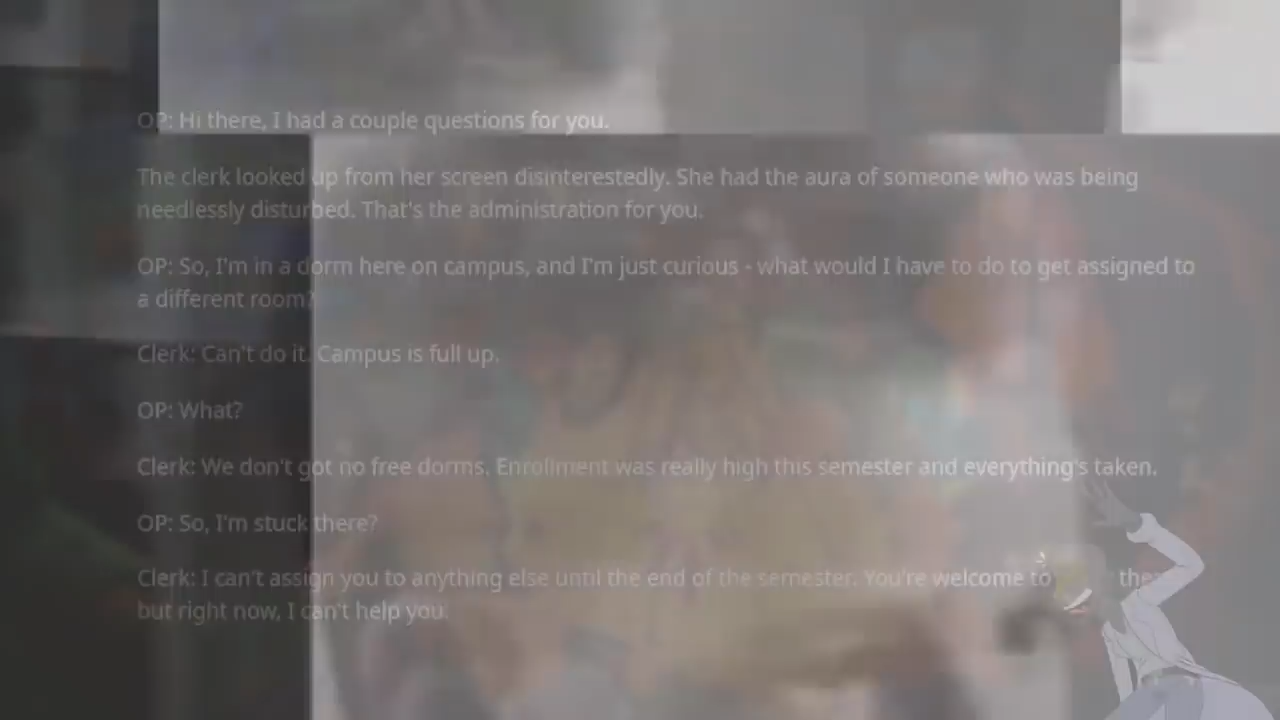 OP: Hi there, I had a couple questions for you.
The clerk looked up from her screen disinterestedly. She had the aura of someone who was being
needlessly disturbed. That's the administration for you.
OP: So, I'm in a dorm here on campus, and I'm just curious - what would I have to do to get assigned to
a different room?
Clerk: Can't do it. Campus is full up.
OP: What?
Clerk: We don't got no free dorms. Enrollment was really high this semester and everything's taken.
OP: So, I'm stuck there?
Clerk: I can't assign you to anything else until the end of the semester. You're welcome to
but right now, I can't help you.